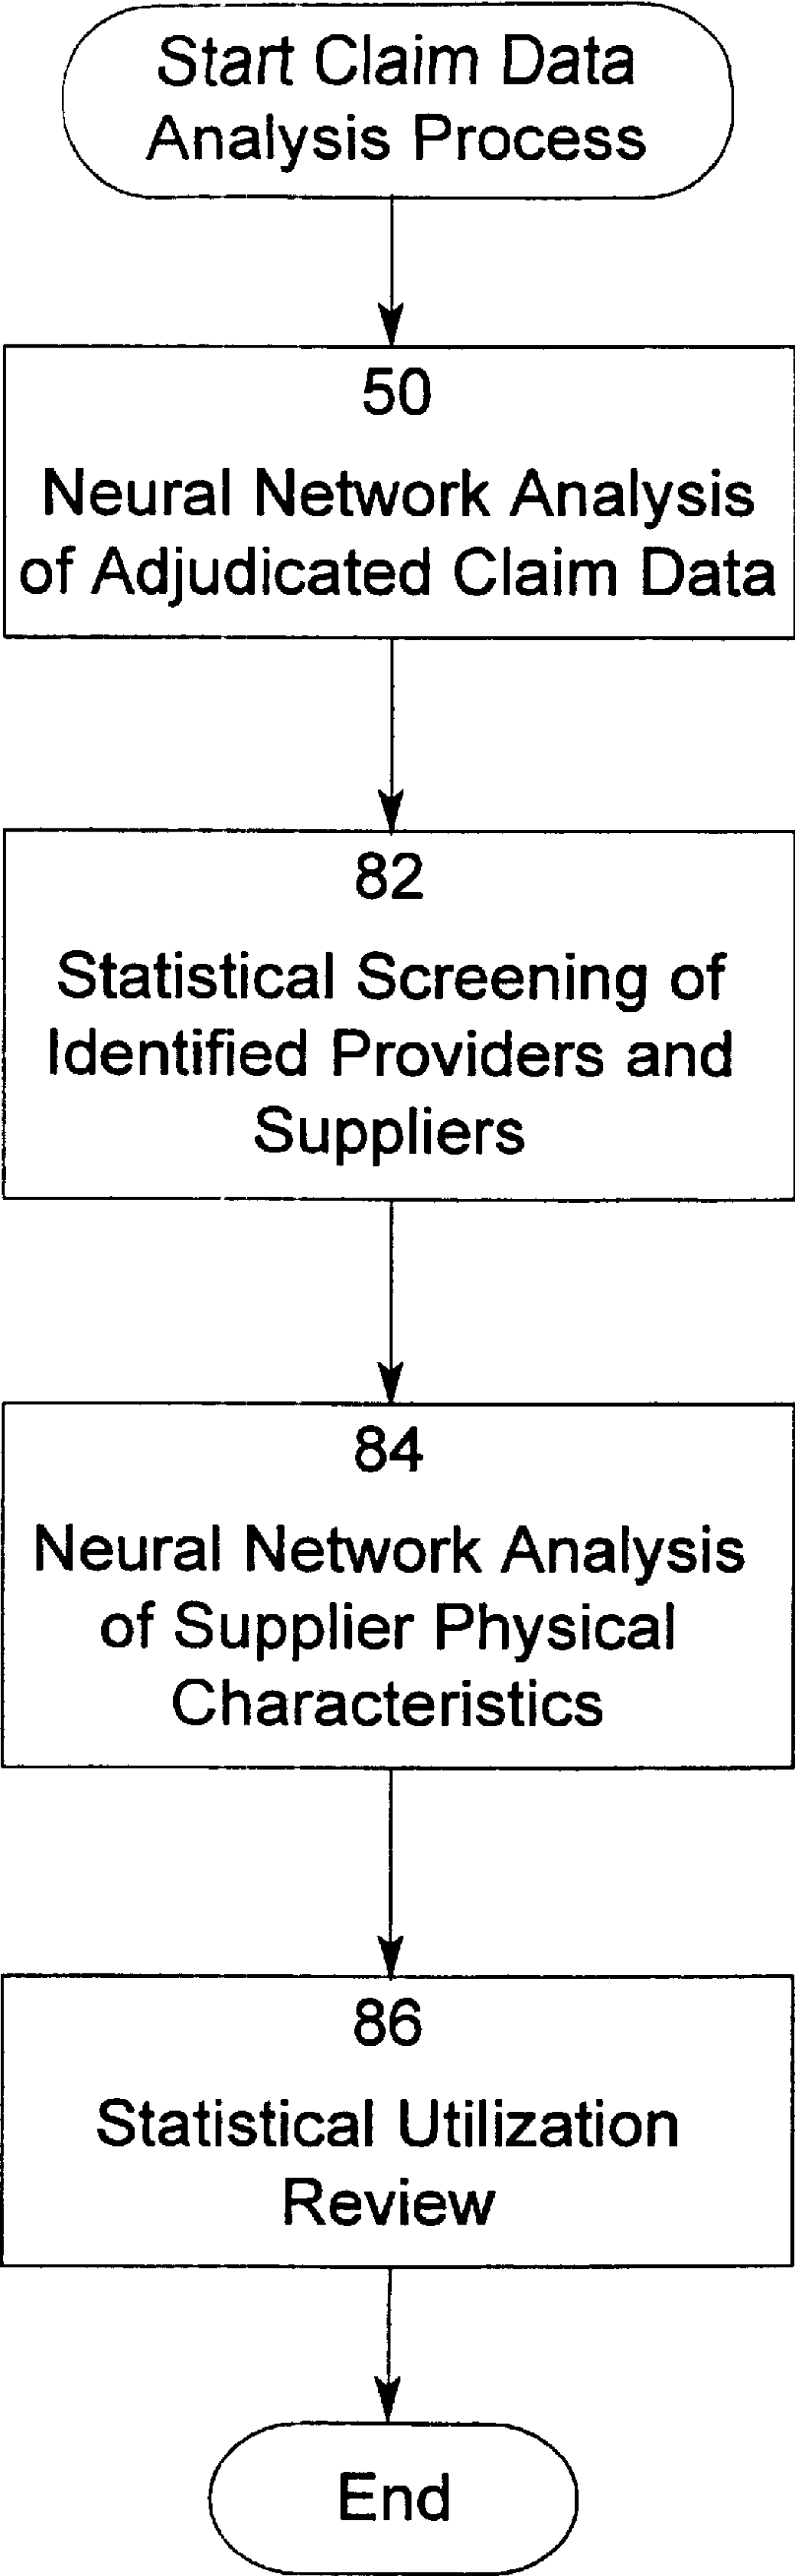 Start Claim Data
Analysis Process
50
Neural Network Analysis
of Adjudicated Claim Data
82
Statistical Screening of
Identified Providers and
Suppliers
84
Neural Network Analysis
of Supplier Physical
Characteristics
86
Statistical Utilization
Review
End